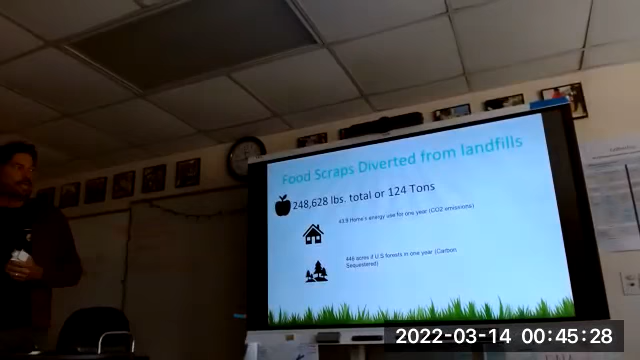 Food Scraps Diverted from landfills
248,628 lbs. total or 124 Tons
43.9 Home's energy use for one year (CO2 emissions)
446 acres if U.S forests in one year (Carbon
Sequestered)
2022-03-14 00:45:28